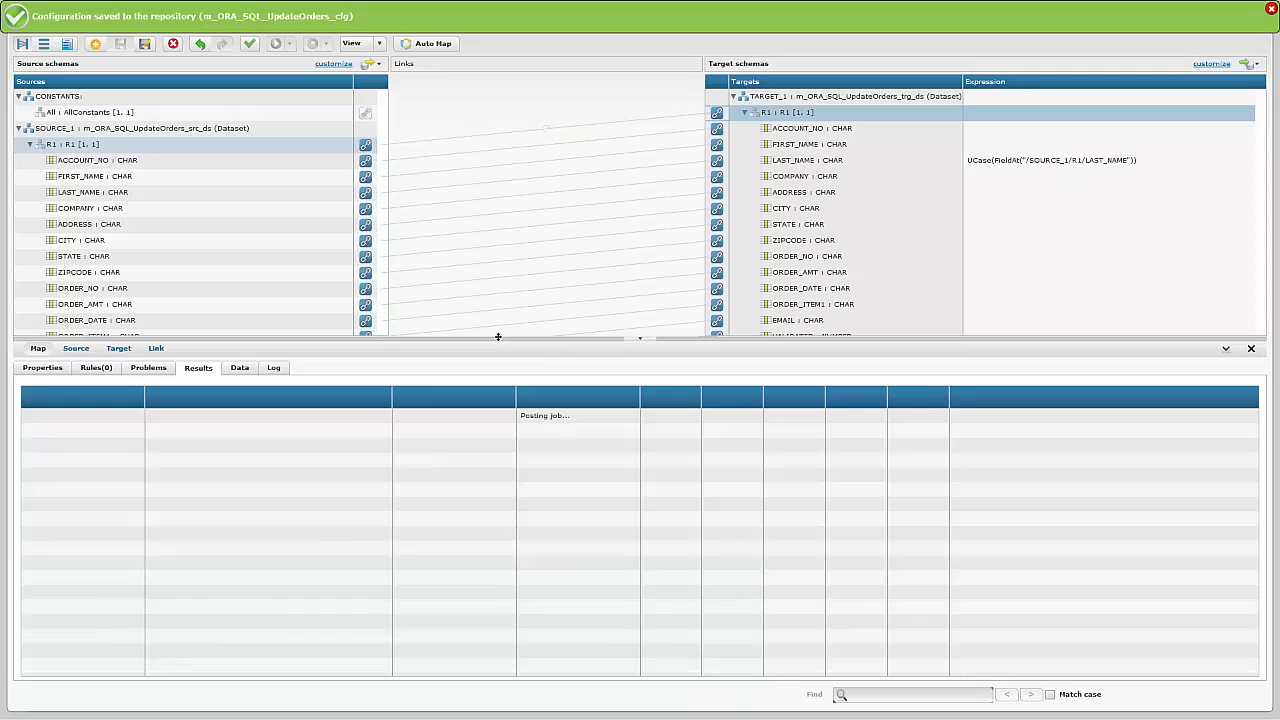 Configuration saved to the repository (m_ORA_SQL_UpdateOrders_cfg)
View
Auto Map
Source schemas
customize
Links
Target schemas
customize
Sources
Targets
Expression
CONSTANTS:
All : AllConstants [1, 1]
SOURCE_1 : m_ORA_SQL_UpdateOrders_src_ds (Dataset)
R1 : R1 [1, 1]
ACCOUNT_NO : CHAR
FIRST_NAME : CHAR
LAST_NAME : CHAR
COMPANY : CHAR
ADDRESS : CHAR
CITY : CHAR
STATE : CHAR
ZIPCODE : CHAR
ORDER_NO : CHAR
ORDER_AMT : CHAR
ORDER_DATE : CHAR
TARGET_1 : m_ORA_SQL_UpdateOrders_trg_ds (Dataset)
R1 : R1 [1, 1]
ACCOUNT_NO : CHAR
FIRST_NAME : CHAR
LAST_NAME : CHAR
UCase(FieldAt("/SOURCE_1/R1/LAST_NAME"))
COMPANY : CHAR
ADDRESS : CHAR
CITY : CHAR
STATE : CHAR
ZIPCODE : CHAR
ORDER_NO : CHAR
ORDER_AMT : CHAR
ORDER_DATE : CHAR
ORDER_ITEM1 : CHAR
EMAIL : CHAR
Map
Source
Target
Link
Properties
Rules(0)
Problems
Results
Data
Log
Posting job...
Find
<
>
Match case